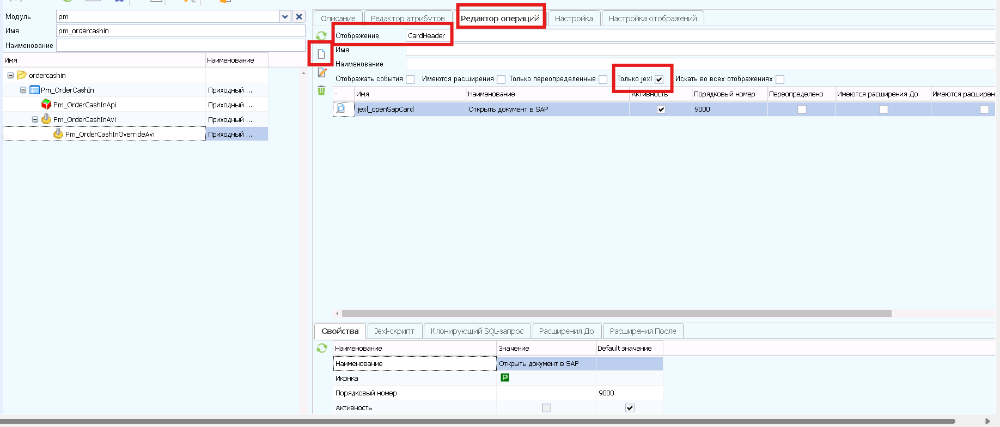 Модуль pm
Имя pm_ordercashin
Наименование
Имя Наименование
ordercashin
Pm_OrderCashIn Приходный ...
Pm_OrderCashInApi Приходный ...
Pm_OrderCashInAvi Приходный ...
Pm_OrderCashInOverrideAvi Приходный ...
Описание Редактор атрибутов Редактор операций Настройка Настройка отображений
Отображение CardHeader
Имя
Наименование
Отображать события Имеются расширения Только переопределенные Только jexl Искать во всех отображениях
- Имя Наименование Активность Порядковый номер Переопределено Имеются расширения До Имеются расширен
jexl_openSapCard Открыть документ в SAP 9000
Свойства Jexl-скрипт Клонирующий SQL-запрос Расширения До Расширения После
Наименование Значение Default значение
Наименование Открыть документ в SAP
Иконка P
Порядковый номер 9000
Активность